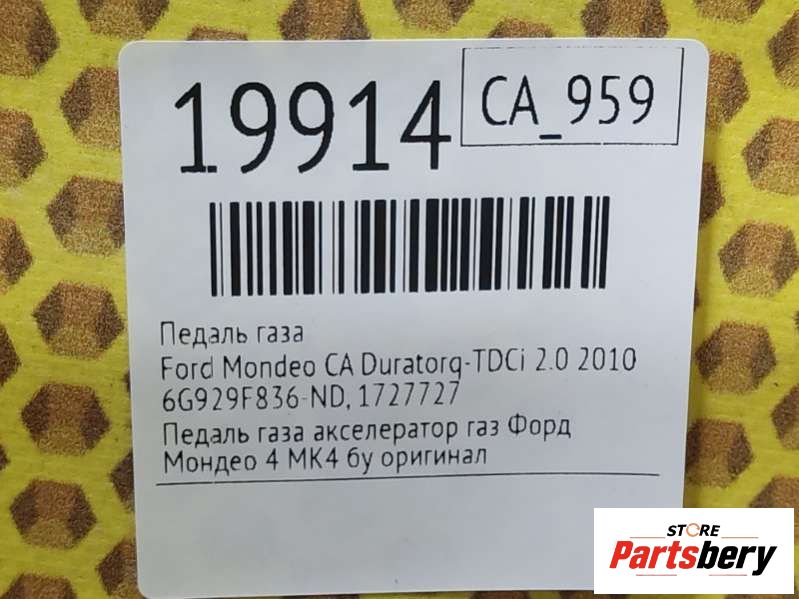 19914
CA_959
Педаль газа
Ford Mondeo CA Duratorq-TDCi 2.0 2010
6G929F836-ND, 1727727
Педаль газа акселератор газ Форд
Мондео 4 МК4 бу оригинал
STORE
Partsbery